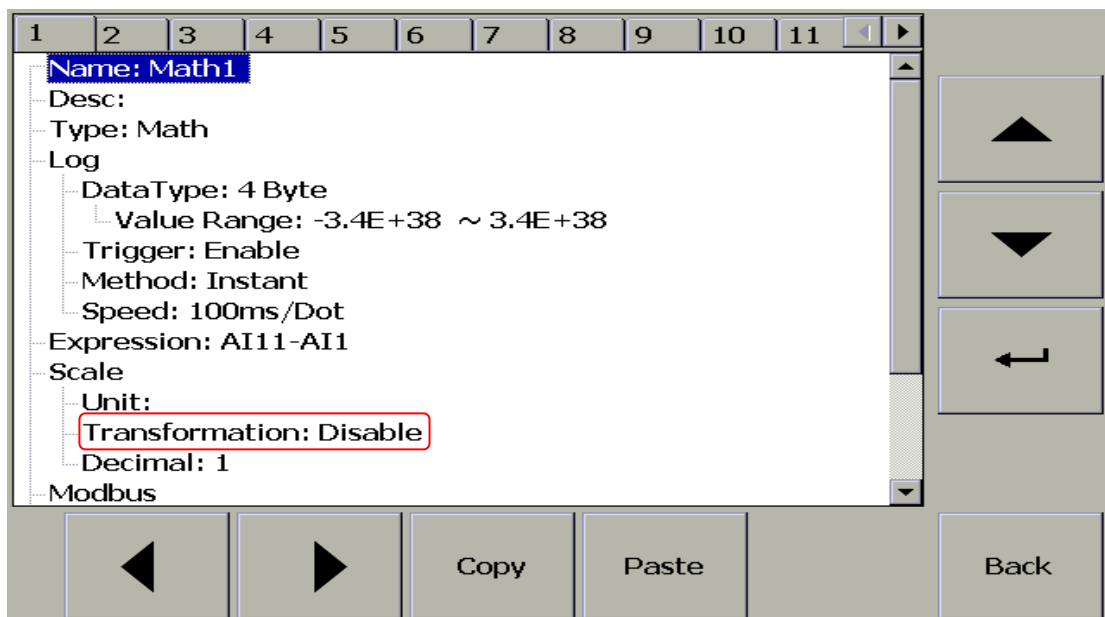 1 2 3 4 5 6 7 8 9 10 11
Name: Math1
Desc:
Type: Math
Log
DataType: 4 Byte
Value Range: -3.4E+38 ~ 3.4E+38
Trigger: Enable
Method: Instant
Speed: 100ms/Dot
Expression: AI11-AI1
Scale
Unit:
Transformation: Disable
Decimal: 1
Modbus
Copy Paste Back